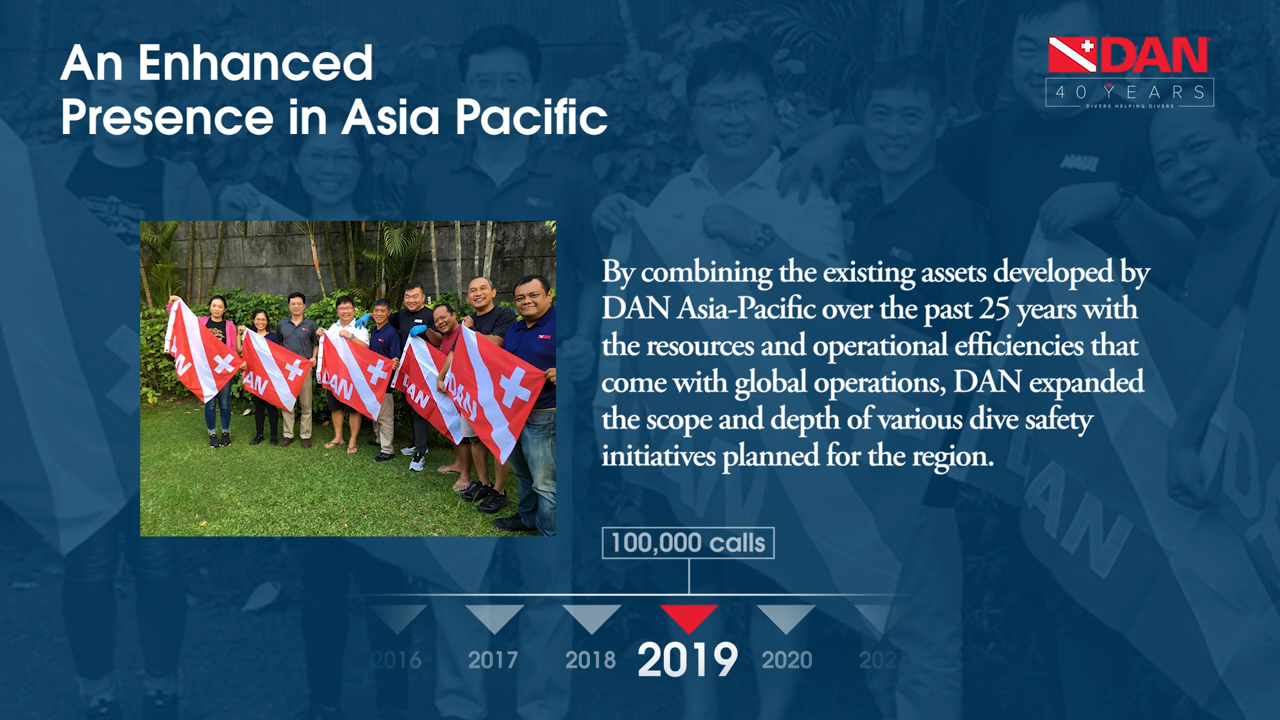 An Enhanced
Presence in Asia Pacific
DAN
40 YEARS
DIVERS HELPING DIVERS
MAUI
DAN
AN
DAN
DAN
DAN
By combining the existing assets developed by
DAN Asia-Pacific over the past 25 years with
the resources and operational efficiencies that
come with global operations, DAN expanded
the scope and depth of various dive safety
initiatives planned for the region.
100,000 calls
2016 2017 2018 2019 2020 202